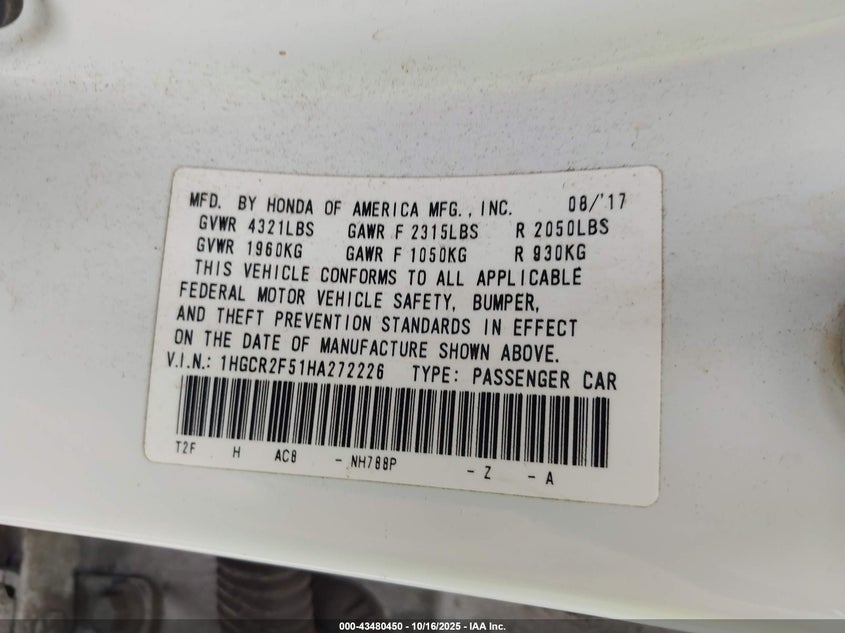 MFD. BY HONDA OF AMERICA MFG., INC. 08/'17
GVWR 4321LBS GAWR F 2315LBS R 2050LBS
GVWR 1960KG GAWR F 1050KG R 930KG
THIS VEHICLE CONFORMS TO ALL APPLICABLE
FEDERAL MOTOR VEHICLE SAFETY, BUMPER,
AND THEFT PREVENTION STANDARDS IN EFFECT
ON THE DATE OF MANUFACTURE SHOWN ABOVE.
V.I.N.: 1HGCR2F51HA272226 TYPE: PASSENGER CAR
T2F H AC8 - NH788P - Z - A
000-43480450 | 10/16/2025 - IAA Inc.